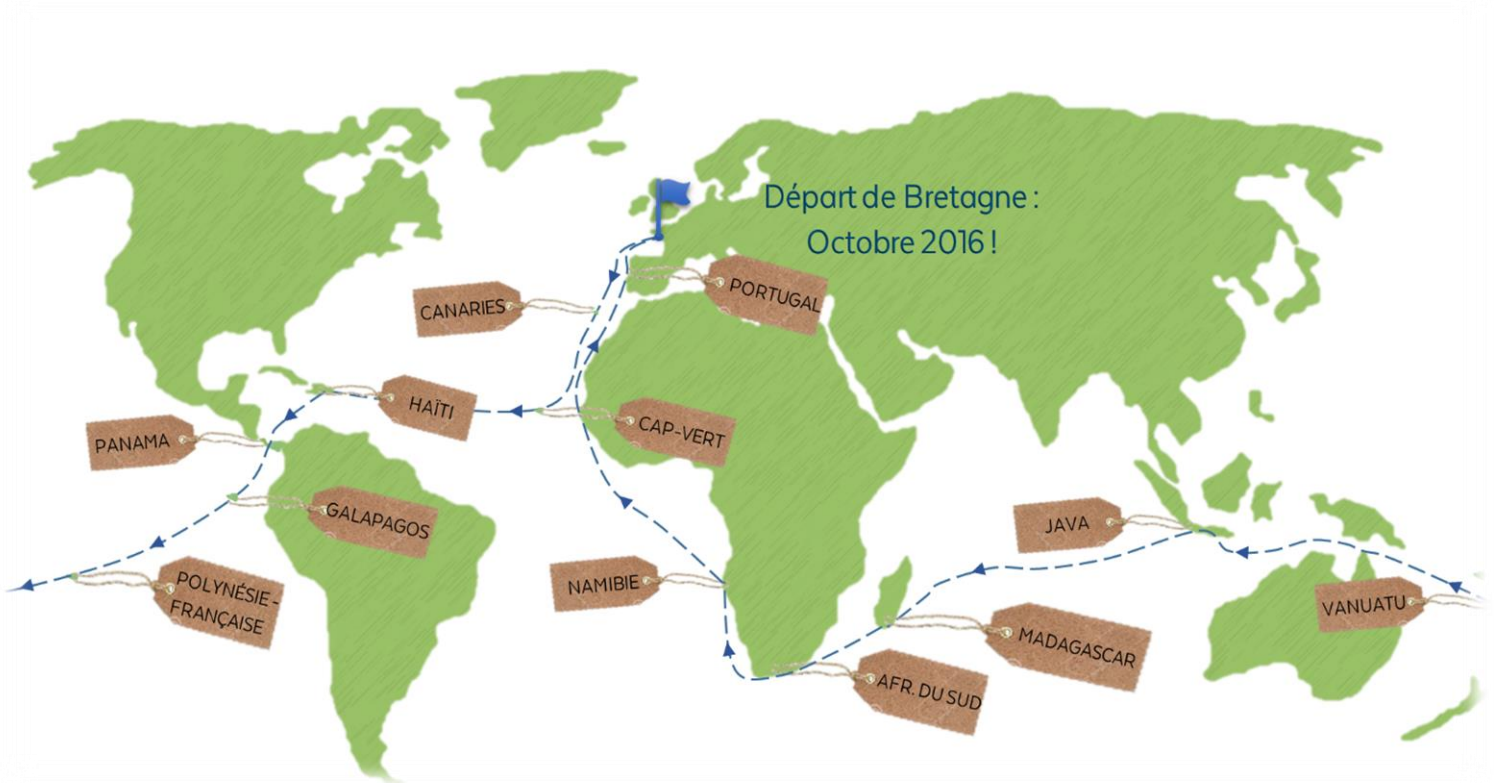 Départ de Bretagne :
Octobre 2016 !
PORTUGAL
CANARIES
HAÏTI
CAP-VERT
PANAMA
GALAPAGOS
JAVA
NAMIBIE
POLYNÉSIE -
FRANÇAISE
VANUATU
MADAGASCAR
AFR. DU SUD